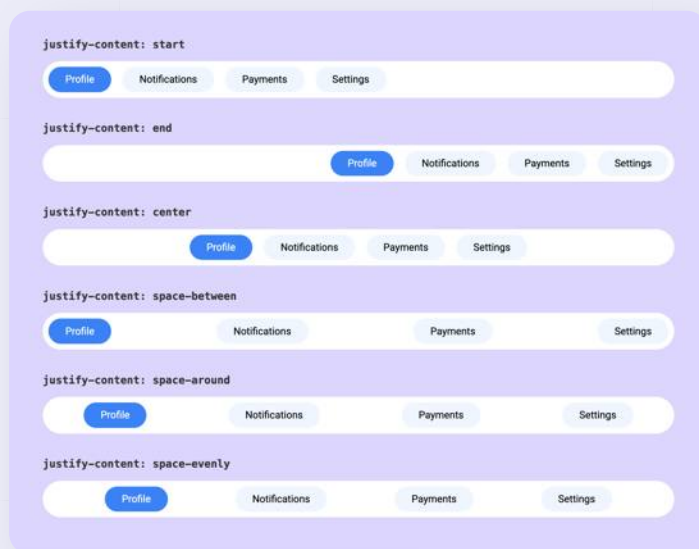 justify-content: start
Profile Notifications Payments Settings
justify-content: end
Profile Notifications Payments Settings
justify-content: center
Profile Notifications Payments Settings
justify-content: space-between
Profile Notifications Payments Settings
justify-content: space-around
Profile Notifications Payments Settings
justify-content: space-evenly
Profile Notifications Payments Settings